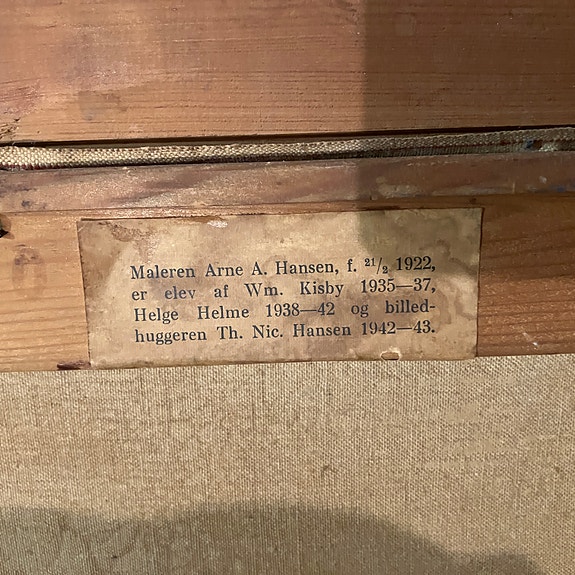 Maleren Arne A. Hansen, f. 21/2 1922,
er elev af Wm. Kisby 1935—37,
Helge Helme 1938—42 og billed-
huggeren Th. Nic. Hansen 1942—43.